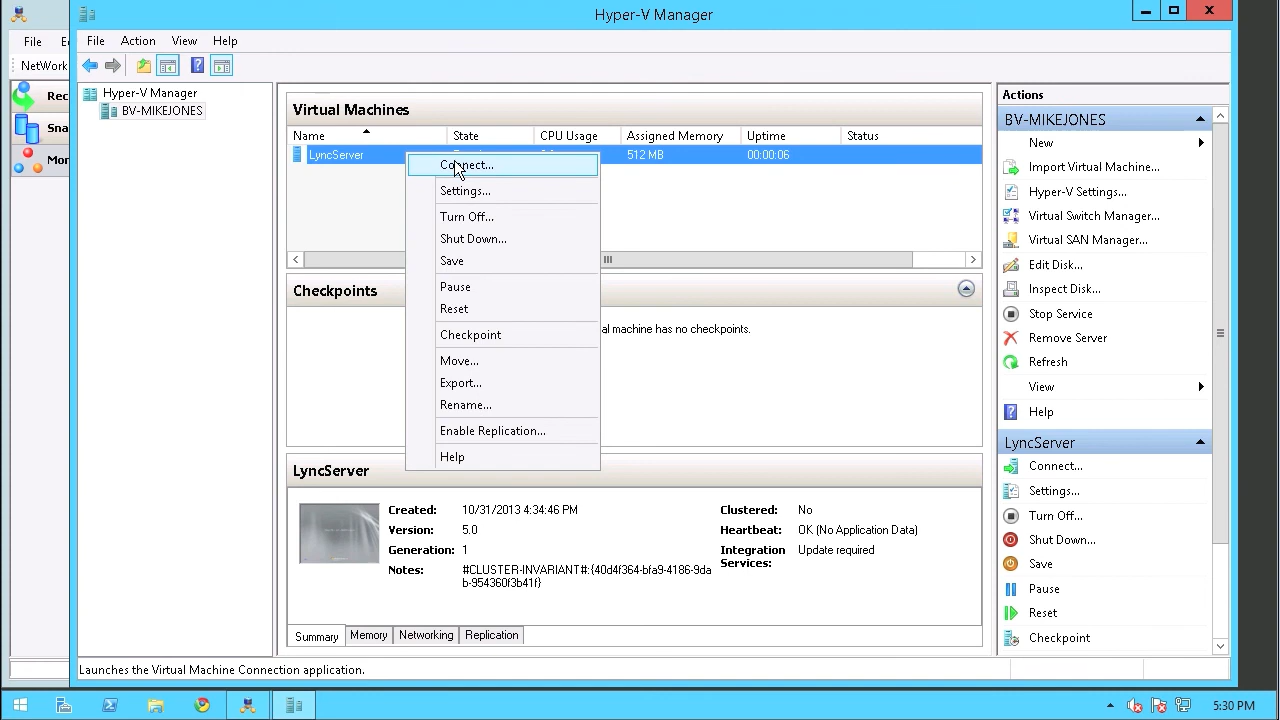 Hyper-V Manager
File
File Action View Help
NetWork
Rec
Sna
Mon
Hyper-V Manager
BV-MIKEJONES
Virtual Machines
Name State CPU Usage Assigned Memory Uptime Status
LyncServer 512 MB 00:00:06
Connect...
Settings...
Turn Off...
Shut Down...
Save
Pause
Reset
Checkpoint
Move...
Export...
Rename...
Enable Replication...
Help
Checkpoints
al machine has no checkpoints.
LyncServer
Created: 10/31/2013 4:34:46 PM
Version: 5.0
Generation: 1
Notes: #CLUSTER-INVARIANT#:{40d4f364-bfa9-4186-9da
b-954360f3b41f}
Clustered: No
Heartbeat: OK (No Application Data)
Integration Services: Update required
Summary Memory Networking Replication
Actions
BV-MIKEJONES
New
Import Virtual Machine...
Hyper-V Settings...
Virtual Switch Manager...
Virtual SAN Manager...
Edit Disk...
Inspect Disk...
Stop Service
Remove Server
Refresh
View
Help
LyncServer
Connect...
Settings...
Turn Off...
Shut Down...
Save
Pause
Reset
Checkpoint
Launches the Virtual Machine Connection application.
5:30 PM